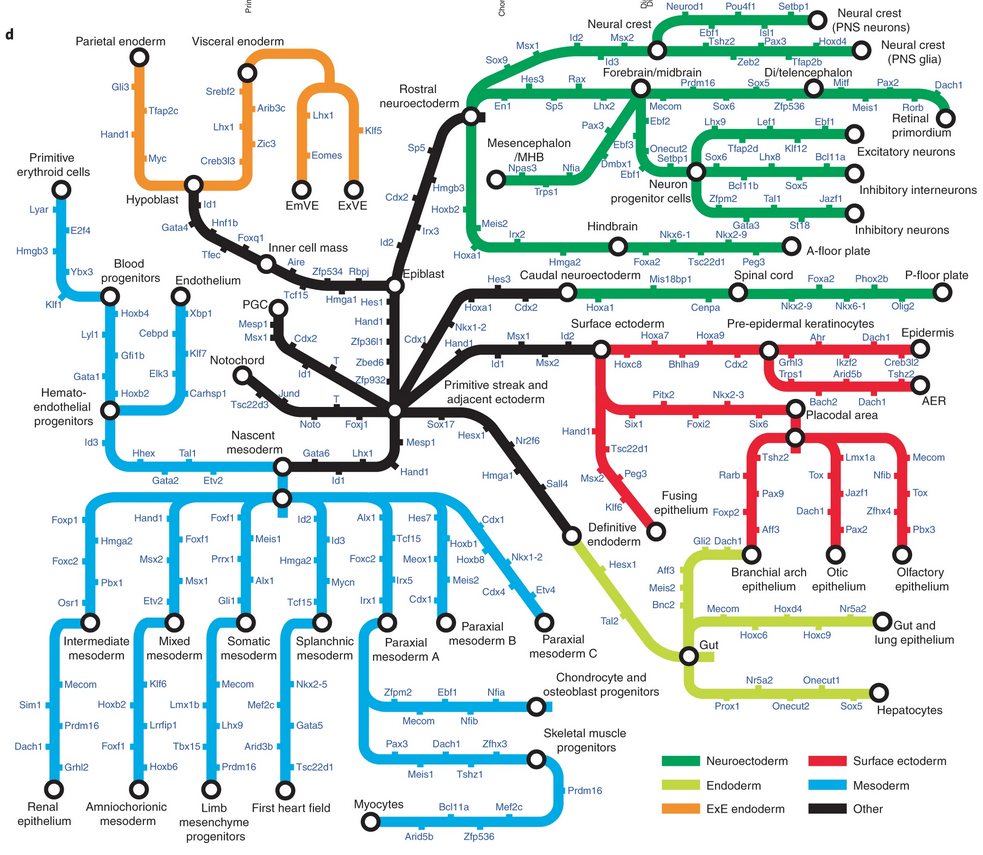 d
Prin
Chor
Parietal enoderm
Visceral enoderm
Gli3
Tfap2c
Hand1
Myc
Srebf2
Arib3c
Lhx1
Zic3
Creb3l3
Lhx1
Klf5
Eomes
Hypoblast
EmVE
ExVE
Primitive
erythroid cells
Lyar
E2f4
Hmgb3
Ybx3
Klf1
Blood
progenitors
Endothelium
Hoxb4
Lyl1
Gfi1b
Gata1
Hoxb2
Xbp1
Cebpd
Klf7
Elk3
Carhsp1
Hemato-
endothelial
progenitors
Id3
Hhex
Tal1
Gata2
Etv2
Nascent
mesoderm
Gata6
Lhx1
Id1
Mesp1
Hand1
Id1
Gata4
Hnf1b
Tfec
Foxq1
Inner cell mass
Aire
Tcf15
Zfp534
Hmga1
Rbpj
Epiblast
PGC
Mesp1
Msx1
Cdx2
Id1
T
Notochord
Tsc22d3
Jund
Noto
T
Foxj1
Hes1
Hand1
Zfp36l1
Zbed6
Zfp932
Rostral
neuroectoderm
Sp5
Hmgb3
Cdx2
Irx3
Id2
Sox9
Msx1
Id2
Id3
Msx2
Neural crest
Neurod1
Pou4f1
Setbp1
Ebf1
Isl1
Neural crest
(PNS neurons)
Tshz2
Pax3
Hoxd4
Zeb2
Tfap2b
Neural crest
(PNS glia)
En1
Hes3
Sp5
Rax
Lhx2
Forebrain/midbrain
Mecom
Prdm16
Sox6
Sox5
Zfp536
Di/telencephalon
Mitf
Meis1
Pax2
Rorb
Dach1
Retinal
primordium
Mesencephalon
/MHB
Npas3
Trps1
Nfia
Dmbx1
Ebf3
Pax3
Ebf2
Onecut2
Ebf1
Setbp1
Neuron
progenitor cells
Lhx9
Tfap2d
Lef1
Klf12
Ebf1
Excitatory neurons
Sox6
Bcl11b
Lhx8
Sox5
Bcl11a
Inhibitory interneurons
Zfpm2
Gata3
Tal1
St18
Jazf1
Inhibitory neurons
Hoxb2
Meis2
Hoxa1
Irx2
Hmga2
Hindbrain
Nkx6-1
Foxa2
Nkx2-9
Tsc22d1
Peg3
A-floor plate
Cdx1
Nkx1-2
Hoxa1
Hes3
Cdx2
Caudal neuroectoderm
Hoxa1
Mis18bp1
Cenpa
Spinal cord
Nkx2-9
Foxa2
Nkx6-1
Phox2b
Olig2
P-floor plate
Hand1
Id1
Msx1
Msx2
Id2
Surface ectoderm
Hoxc8
Hoxa7
Bhlha9
Hoxa9
Cdx2
Pre-epidermal keratinocytes
Grhl3
Ahr
Ikzf2
Dach1
Creb3l2
Epidermis
Trps1
Bach2
Arid5b
Dach1
Tshz2
AER
Six1
Pitx2
Foxi2
Nkx2-3
Six6
Placodal area
Hand1
Tsc22d1
Msx2
Peg3
Klf6
Fusing
epithelium
Tshz2
Rarb
Pax9
Foxp2
Aff3
Branchial arch
epithelium
Lmx1a
Tox
Jazf1
Dach1
Pax2
Otic
epithelium
Mecom
Nfib
Tox
Zfhx4
Pbx3
Olfactory
epithelium
Primitive streak and
adjacent ectoderm
Sox17
Hesx1
Nr2f6
Hmga1
Sall4
Definitive
endoderm
Hesx1
Tal2
Gut
Bnc2
Meis2
Aff3
Gli2
Dach1
Mecom
Hoxc6
Hoxd4
Hoxc9
Nr5a2
Gut and
lung epithelium
Prox1
Nr5a2
Onecut2
Onecut1
Sox5
Hepatocytes
Foxp1
Hmga2
Foxc2
Pbx1
Osr1
Intermediate
mesoderm
Hand1
Foxf1
Msx2
Msx1
Etv2
Mixed
mesoderm
Foxf1
Meis1
Prrx1
Alx1
Gli1
Somatic
mesoderm
Id2
Id3
Hmga2
Mycn
Tcf15
Splanchnic
mesoderm
Alx1
Tcf15
Foxc2
Irx5
Irx1
Paraxial
mesoderm A
Hes7
Hoxb1
Meox1
Meis2
Cdx1
Paraxial
mesoderm B
Cdx1
Hoxb8
Nkx1-2
Cdx4
Etv4
Paraxial
mesoderm C
Mecom
Sim1
Prdm16
Dach1
Grhl2
Renal
epithelium
Klf6
Hoxb2
Lrrfip1
Foxf1
Hoxb6
Amniochorionic
mesoderm
Mecom
Lmx1b
Lhx9
Tbx15
Prdm16
Limb
mesenchyme
progenitors
Nkx2-5
Mef2c
Gata5
Arid3b
Tsc22d1
First heart field
Zfpm2
Mecom
Ebf1
Nfib
Nfia
Chondrocyte and
osteoblast progenitors
Pax3
Meis1
Dach1
Tshz1
Zfhx3
Skeletal muscle
progenitors
Prdm16
Mef2c
Zfp536
Bcl11a
Arid5b
Myocytes
Neuroectoderm
Endoderm
ExE endoderm
Surface ectoderm
Mesoderm
Other